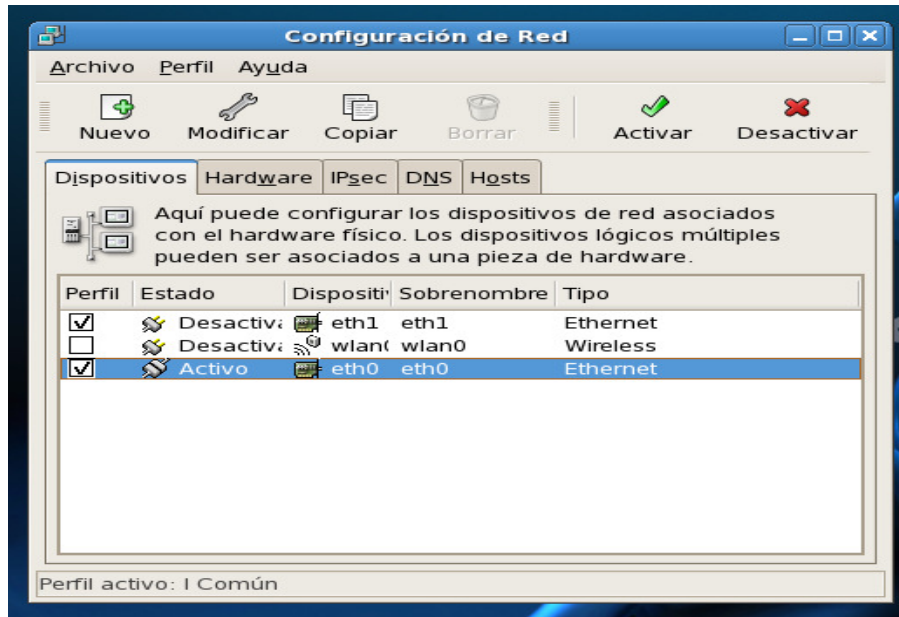 Configuración de Red
Archivo Perfil Ayuda
Nuevo Modificar Copiar Borrar Activar Desactivar
Dispositivos Hardware IPsec DNS Hosts
Aquí puede configurar los dispositivos de red asociados
con el hardware físico. Los dispositivos lógicos múltiples
pueden ser asociados a una pieza de hardware.
Perfil Estado Dispositi Sobrenombre Tipo
Desactiva eth1 eth1 Ethernet
Desactiva wlan0 wlan0 Wireless
Activo eth0 eth0 Ethernet
Perfil activo: I Común